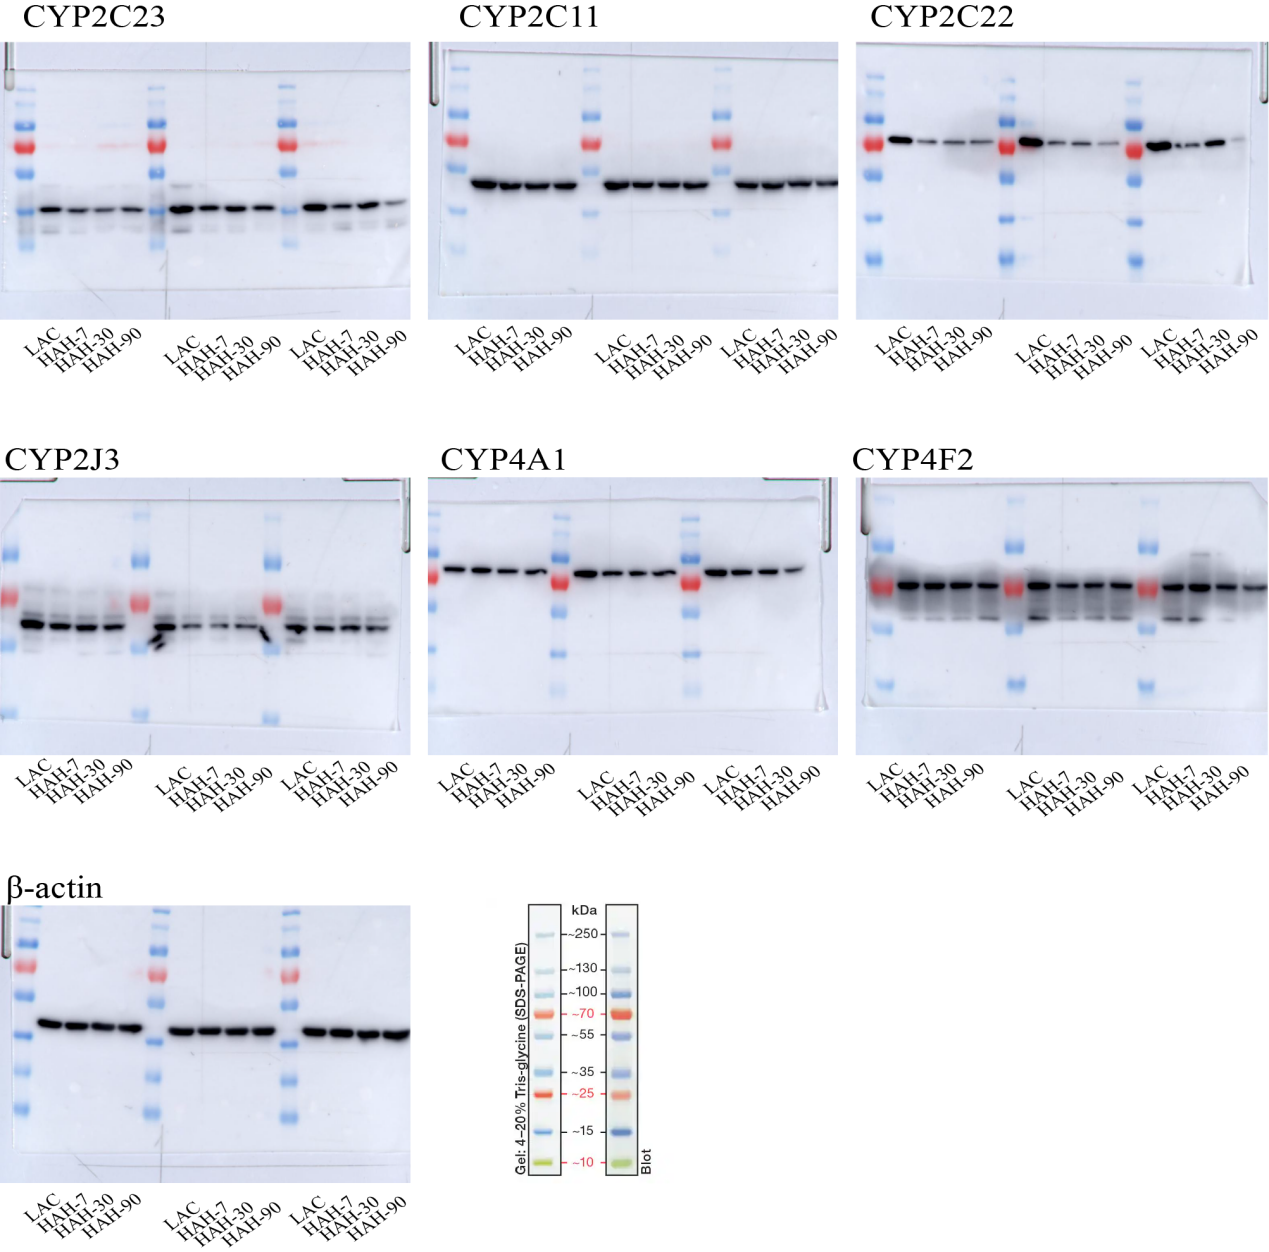 CYP2C23
CYP2C11
CYP2C22
LAC HAH-7 HAH-30 HAH-90 LAC HAH-7 HAH-30 HAH-90 LAC HAH-7 HAH-30 HAH-90
LAC HAH-7 HAH-30 HAH-90 LAC HAH-7 HAH-30 HAH-90 LAC HAH-7 HAH-30 HAH-90
LAC HAH-7 HAH-30 HAH-90 LAC HAH-7 HAH-30 HAH-90 LAC HAH-7 HAH-30 HAH-90
CYP2J3
CYP4A1
CYP4F2
LAC HAH-7 HAH-30 HAH-90 LAC HAH-7 HAH-30 HAH-90 LAC HAH-7 HAH-30 HAH-90
LAC HAH-7 HAH-30 HAH-90 LAC HAH-7 HAH-30 HAH-90 LAC HAH-7 HAH-30 HAH-90
LAC HAH-7 HAH-30 HAH-90 LAC HAH-7 HAH-30 HAH-90 LAC HAH-7 HAH-30 HAH-90
β-actin
LAC HAH-7 HAH-30 HAH-90 LAC HAH-7 HAH-30 HAH-90 LAC HAH-7 HAH-30 HAH-90
Gel: 4–20% Tris-glycine (SDS-PAGE)
kDa
~250
~130
~100
~70
~55
~35
~25
~15
~10
Blot